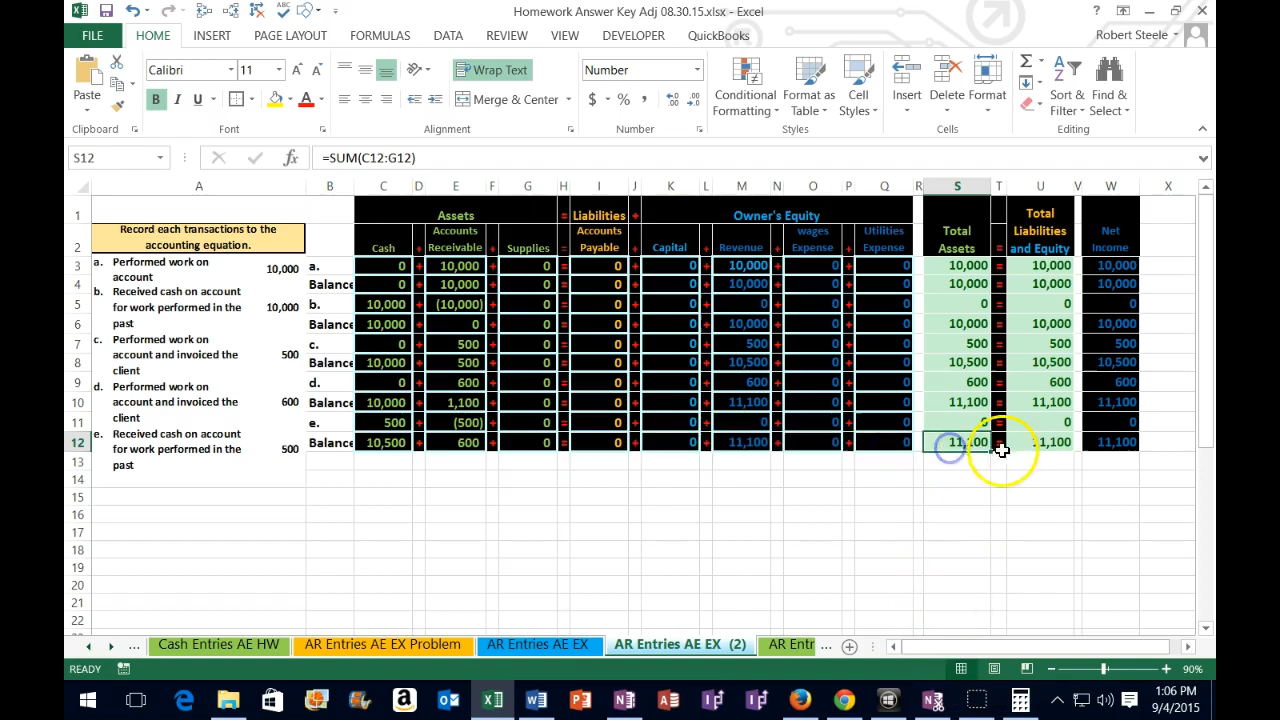 Homework Answer Key Adj 08.30.15.xlsx - Excel
FILE HOME INSERT PAGE LAYOUT FORMULAS DATA REVIEW VIEW DEVELOPER QuickBooks Robert Steele
Calibri 11 Wrap Text Number
Paste B I U A Merge & Center $ % Conditional Formatting Format as Table Cell Styles Insert Delete Format Sort & Filter Find & Select
Clipboard Font Alignment Number Styles Cells Editing
S12 fx =SUM(C12:G12)
A B C D E F G H I J K L M N O P Q R S T U V W X
1 Assets = Liabilities + Owner's Equity
2 Record each transactions to the accounting equation. Cash + Accounts Receivable + Supplies = Accounts Payable + Capital + Revenue + wages Expense + Utilities Expense Total Assets = Total Liabilities and Equity Net Income
3 a. Performed work on account 10,000 a. 0 + 10,000 + 0 = 0 + 0 + 10,000 + 0 + 0 10,000 = 10,000 10,000
4 Balance 0 + 10,000 + 0 = 0 + 0 + 10,000 + 0 + 0 10,000 = 10,000 10,000
5 b. Received cash on account for work performed in the past 10,000 b. 10,000 + (10,000) + 0 = 0 + 0 + 0 + 0 + 0 0 = 0 0
6 Balance 10,000 + 0 + 0 = 0 + 0 + 10,000 + 0 + 0 10,000 = 10,000 10,000
7 c. Performed work on account and invoiced the client 500 c. 0 + 500 + 0 = 0 + 0 + 500 + 0 + 0 500 = 500 500
8 Balance 10,000 + 500 + 0 = 0 + 0 + 10,500 + 0 + 0 10,500 = 10,500 10,500
9 d. Performed work on account and invoiced the client 600 d. 0 + 600 + 0 = 0 + 0 + 600 + 0 + 0 600 = 600 600
10 Balance 10,000 + 1,100 + 0 = 0 + 0 + 11,100 + 0 + 0 11,100 = 11,100 11,100
11 e. Received cash on account for work performed in the past 500 e. 500 + (500) + 0 = 0 + 0 + 0 + 0 + 0 0 = 0 0
12 Balance 10,500 + 600 + 0 = 0 + 0 + 11,100 + 0 + 0 11,100 = 11,100 11,100
13
14
15
16
17
18
19
20
21
22
... Cash Entries AE HW AR Entries AE EX Problem AR Entries AE EX AR Entries AE EX (2) AR Entr ...
READY 90%
1:06 PM
9/4/2015